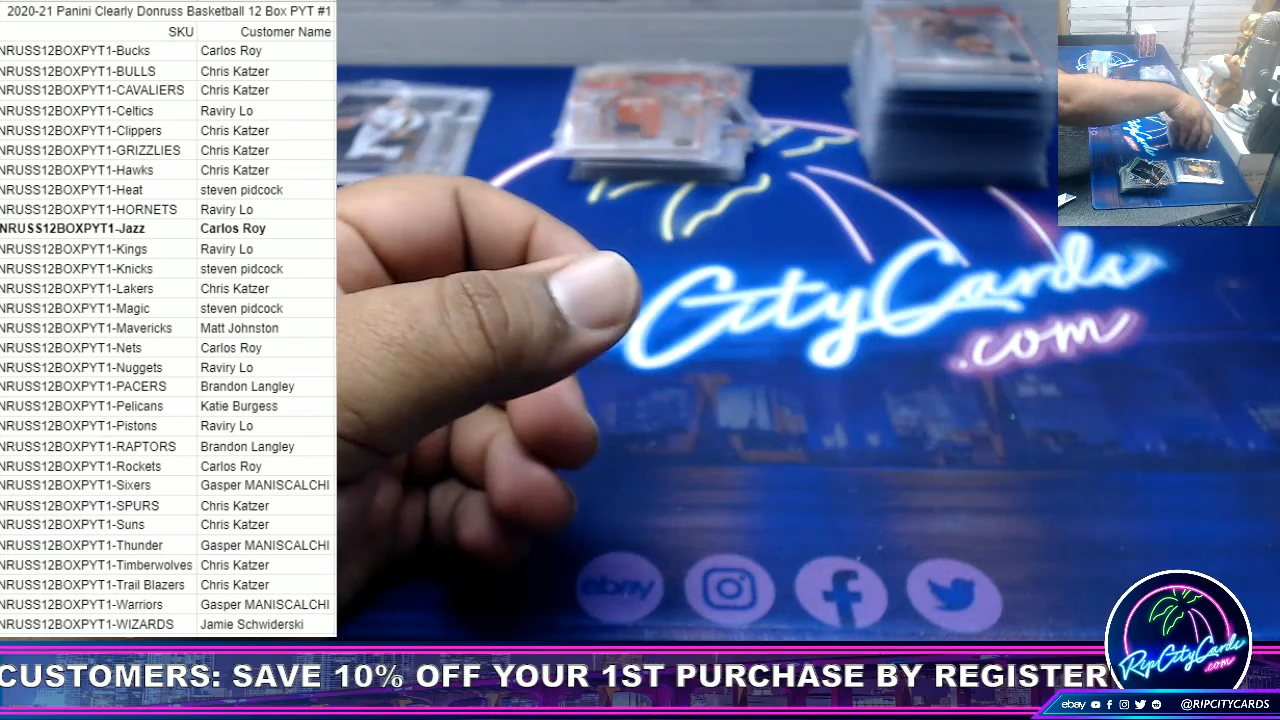 2020-21 Panini Clearly Donruss Basketball 12 Box PYT #1
SKU Customer Name
NRUSS12BOXPYT1-Bucks Carlos Roy
NRUSS12BOXPYT1-BULLS Chris Katzer
NRUSS12BOXPYT1-CAVALIERS Chris Katzer
NRUSS12BOXPYT1-Celtics Raviry Lo
NRUSS12BOXPYT1-Clippers Chris Katzer
NRUSS12BOXPYT1-GRIZZLIES Chris Katzer
NRUSS12BOXPYT1-Hawks Chris Katzer
NRUSS12BOXPYT1-Heat steven pidcock
NRUSS12BOXPYT1-HORNETS Raviry Lo
NRUSS12BOXPYT1-Jazz Carlos Roy
NRUSS12BOXPYT1-Kings Raviry Lo
NRUSS12BOXPYT1-Knicks steven pidcock
NRUSS12BOXPYT1-Lakers Chris Katzer
NRUSS12BOXPYT1-Magic steven pidcock
NRUSS12BOXPYT1-Mavericks Matt Johnston
NRUSS12BOXPYT1-Nets Carlos Roy
NRUSS12BOXPYT1-Nuggets Raviry Lo
NRUSS12BOXPYT1-PACERS Brandon Langley
NRUSS12BOXPYT1-Pelicans Katie Burgess
NRUSS12BOXPYT1-Pistons Raviry Lo
NRUSS12BOXPYT1-RAPTORS Brandon Langley
NRUSS12BOXPYT1-Rockets Carlos Roy
NRUSS12BOXPYT1-Sixers Gasper MANISCALCHI
NRUSS12BOXPYT1-SPURS Chris Katzer
NRUSS12BOXPYT1-Suns Chris Katzer
NRUSS12BOXPYT1-Thunder Gasper MANISCALCHI
NRUSS12BOXPYT1-Timberwolves Chris Katzer
NRUSS12BOXPYT1-Trail Blazers Chris Katzer
NRUSS12BOXPYT1-Warriors Gasper MANISCALCHI
NRUSS12BOXPYT1-WIZARDS Jamie Schwiderski
CityCards
.com
ebay
CUSTOMERS: SAVE 10% OFF YOUR 1ST PURCHASE BY REGISTER
RipCityCards
.com
ebay @RIPCITYCARDS